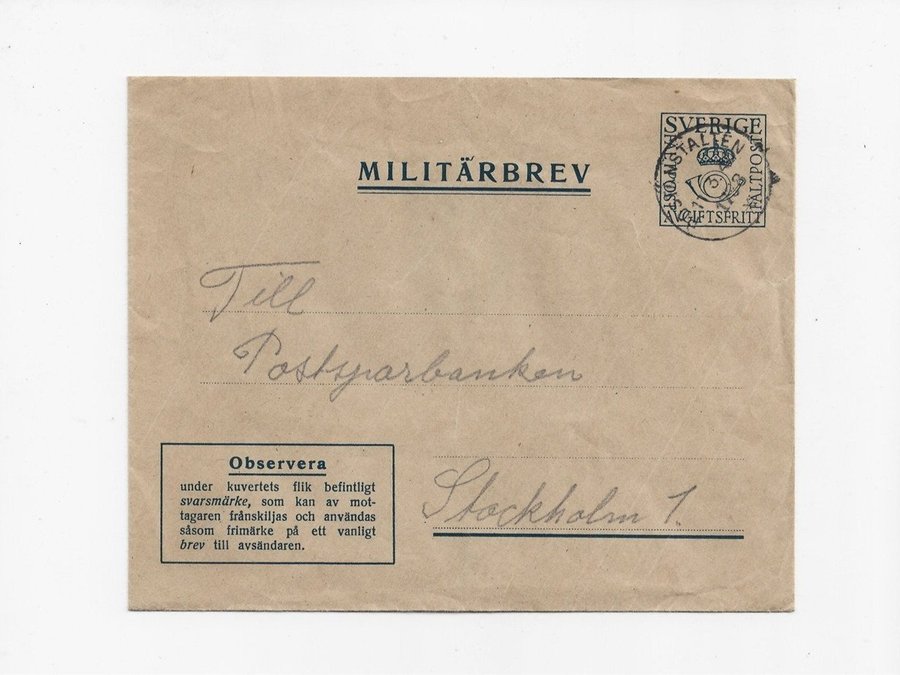 MILITÄRBREV
SVERIGE
FÄLTPOST
AVGIFTSFRITT
Till
Postsparbanken
Stockholm 1.
Observera
under kuvertets flik befintligt
svarsmärke, som kan av mot-
tagaren frånskiljas och användas
såsom frimärke på ett vanligt
brev till avsändaren.